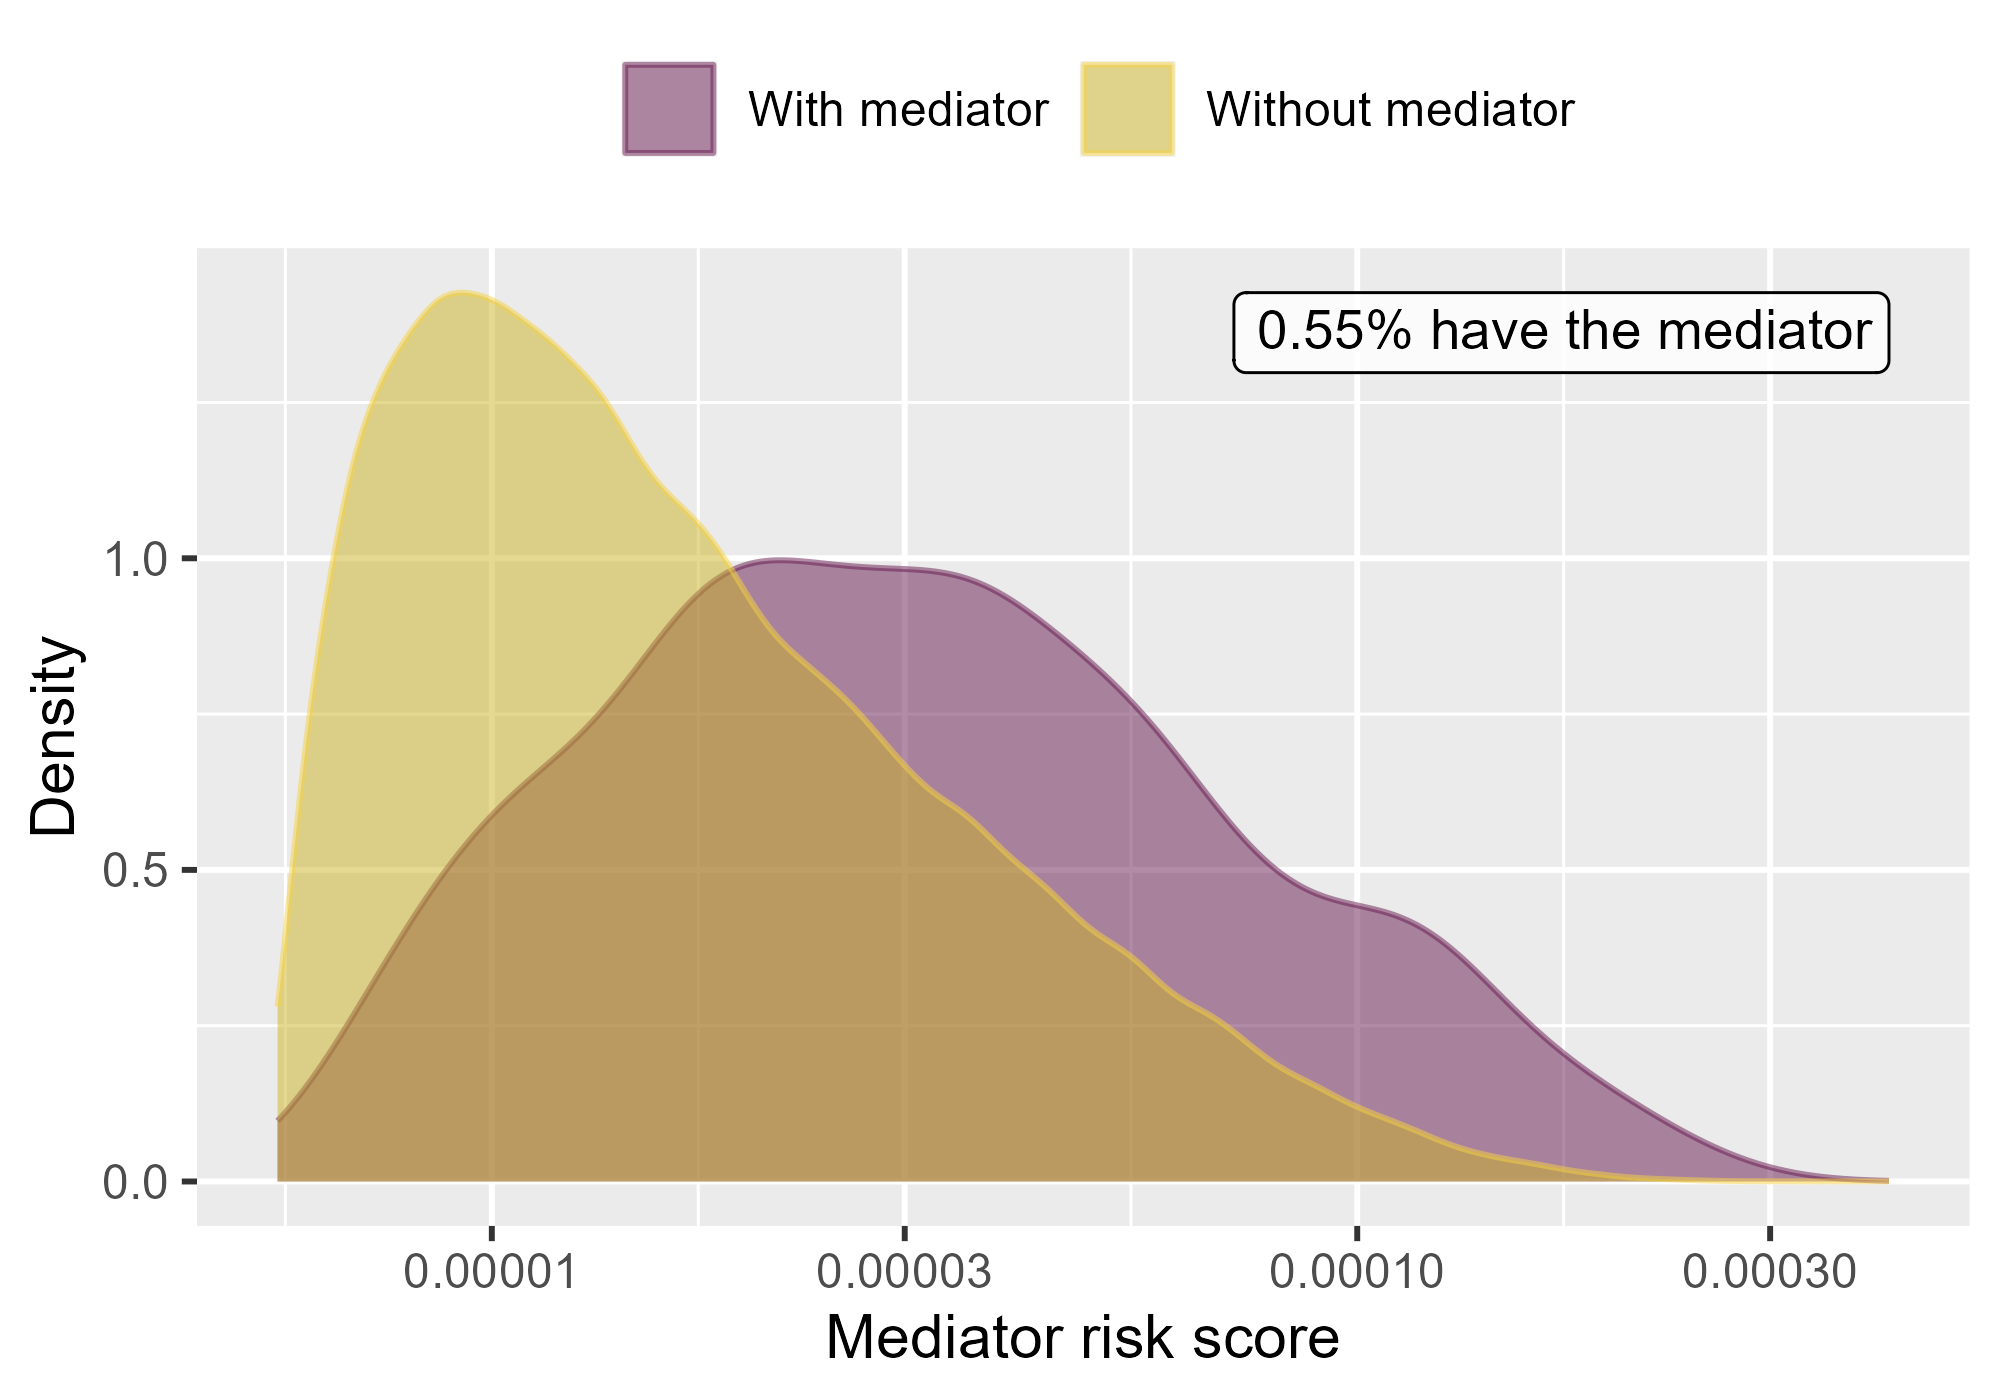 With mediator Without mediator
0.55% have the mediator
Density
1.0
0.5
0.0
0.00001 0.00003 0.00010 0.00030
Mediator risk score